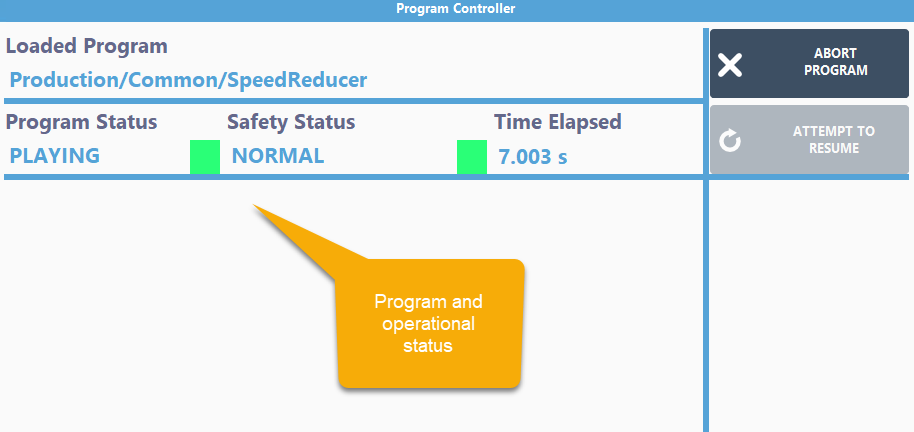 Program Controller
Loaded Program
Production/Common/SpeedReducer
Program Status
Safety Status
Time Elapsed
PLAYING
NORMAL
7.003 s
ABORT
PROGRAM
ATTEMPT TO
RESUME
Program and
operational
status